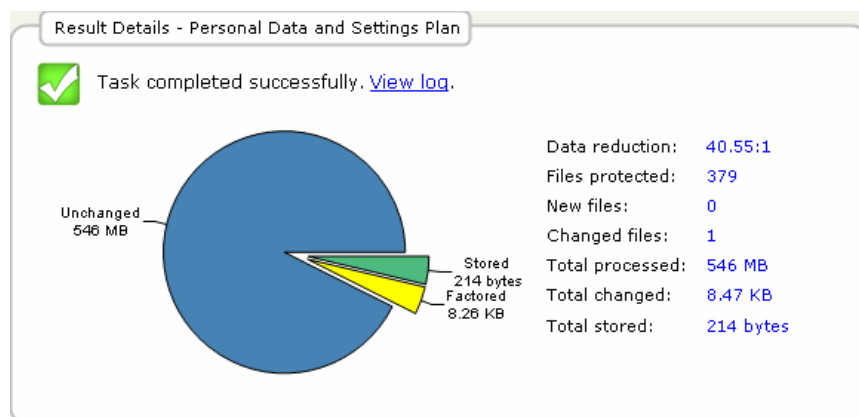 Result Details - Personal Data and Settings Plan
Task completed successfully. View log.
Unchanged
546 MB
Stored
214 bytes
Factored
8.26 KB
Data reduction: 40.55:1
Files protected: 379
New files: 0
Changed files: 1
Total processed: 546 MB
Total changed: 8.47 KB
Total stored: 214 bytes